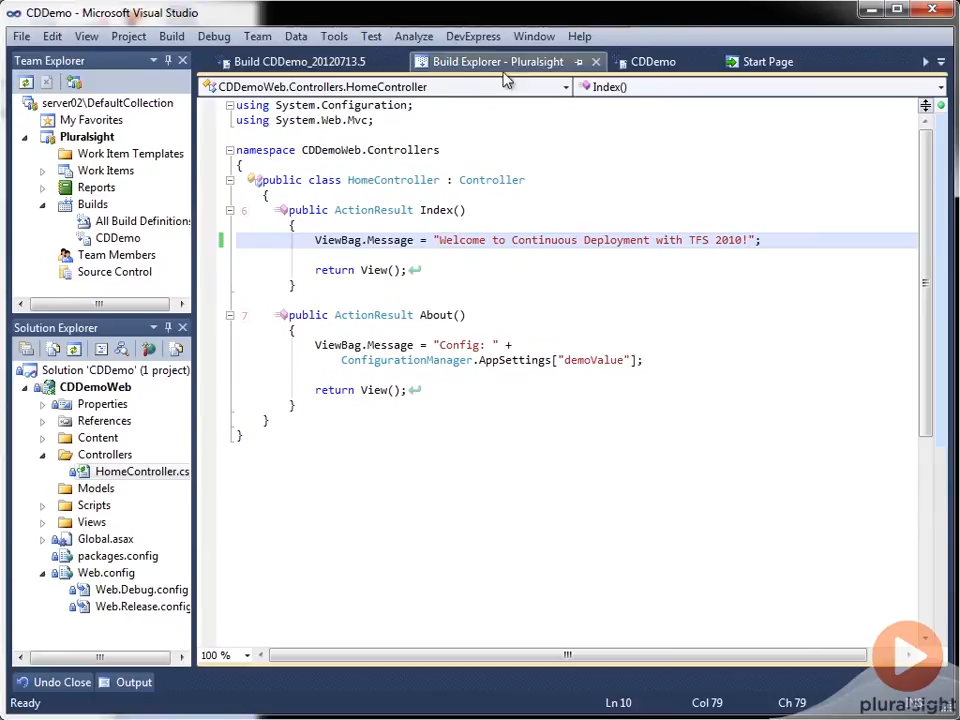 CDDemo - Microsoft Visual Studio
File Edit View Project Build Debug Team Data Tools Test Analyze DevExpress Window Help
Team Explorer
server02\DefaultCollection
My Favorites
Pluralsight
Work Item Templates
Work Items
Reports
Builds
All Build Definitions
CDDemo
Team Members
Source Control
Solution Explorer
Solution 'CDDemo' (1 project)
CDDemoWeb
Properties
References
Content
Controllers
HomeController.cs
Models
Scripts
Views
Global.asax
packages.config
Web.config
Web.Debug.config
Web.Release.config
Undo Close Output
Build CDDemo_20120713.5 Build Explorer - Pluralsight CDDemo Start Page
CDDemoWeb.Controllers.HomeController Index()
using System.Configuration;
using System.Web.Mvc;
namespace CDDemoWeb.Controllers
{
public class HomeController : Controller
{
6 public ActionResult Index()
{
ViewBag.Message = "Welcome to Continuous Deployment with TFS 2010!";
return View();
}
7 public ActionResult About()
{
ViewBag.Message = "Config: " +
ConfigurationManager.AppSettings["demoValue"];
return View();
}
}
}
100 %
Ready Ln 10 Col 79 Ch 79 INS
pluralsight